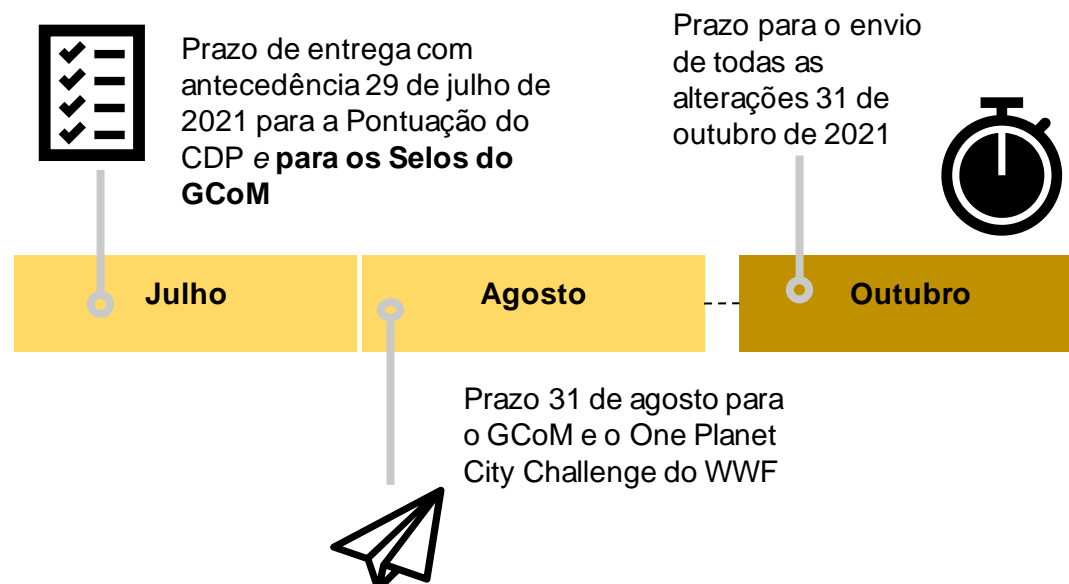 Prazo de entrega com
antecedência 29 de julho de
2021 para a Pontuação do
CDP e para os Selos do
GCoM
Prazo para o envio
de todas as
alterações 31 de
outubro de 2021
Julho
Agosto
Outubro
Prazo 31 de agosto para
o GCoM e o One Planet
City Challenge do WWF